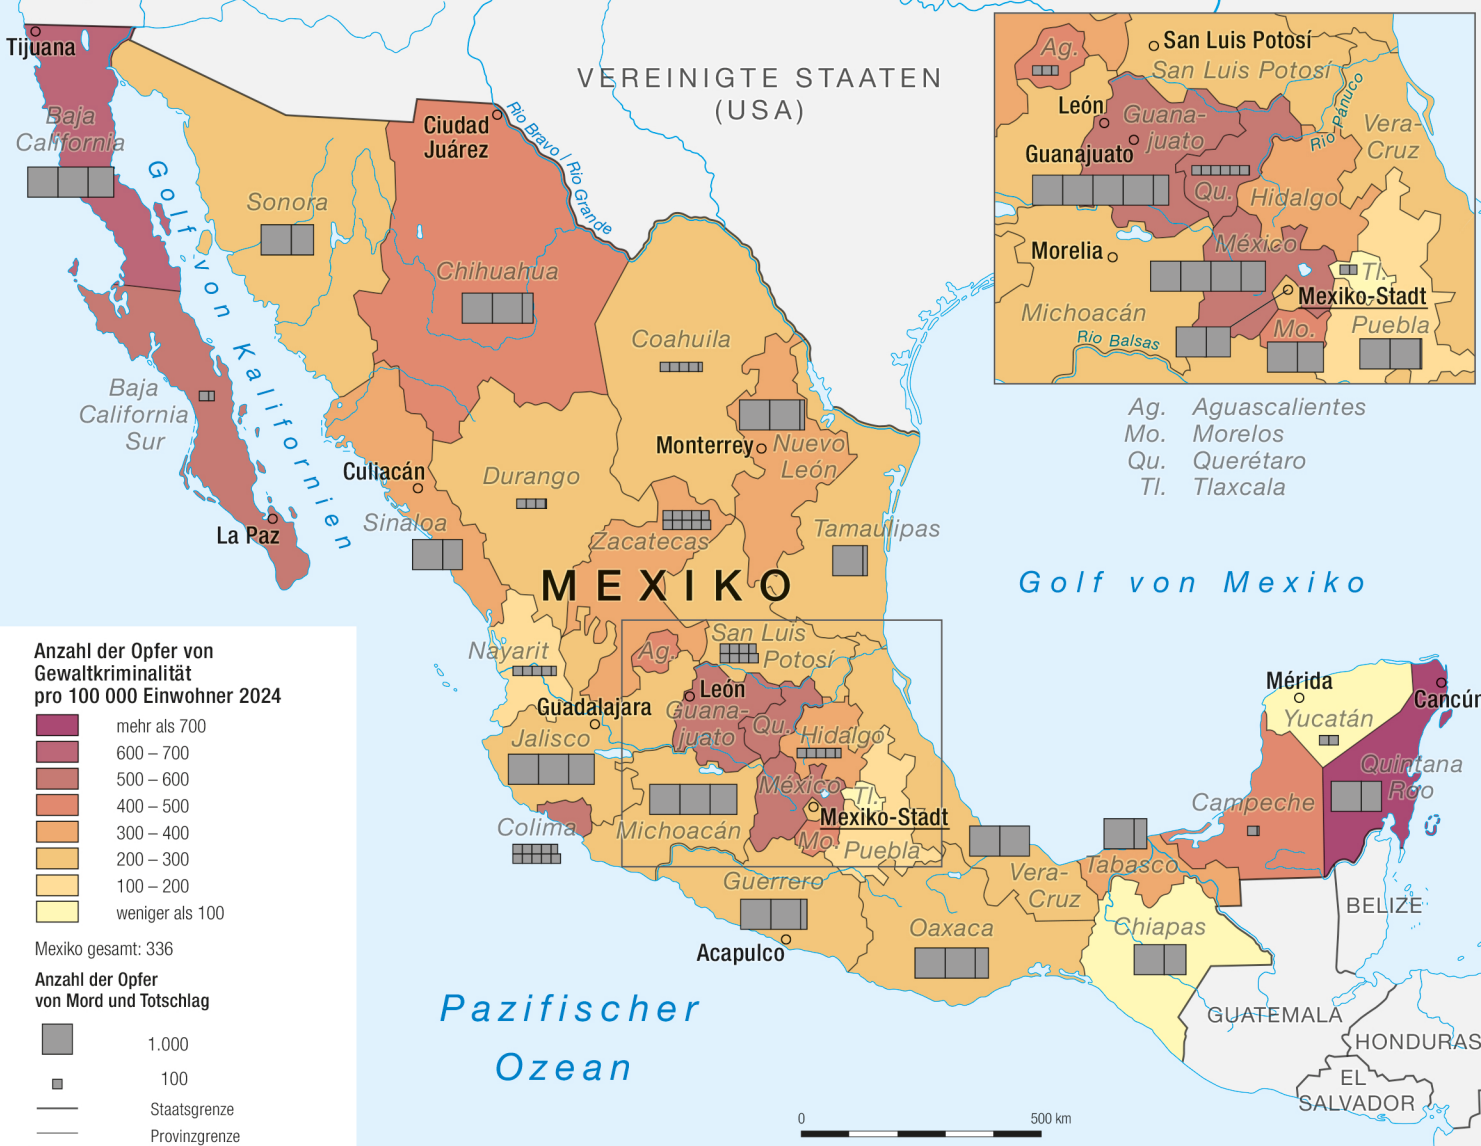 VEREINIGTE STAATEN
(USA)
Tijuana
Baja
California
Golf von Kalifornien
Sonora
Ciudad
Juárez
Rio Bravo / Rio Grande
Chihuahua
Coahuila
Baja
California
Sur
La Paz
Culiacán
Sinaloa
Durango
Monterrey
Nuevo
León
Zacatecas
Tamaulipas
MEXIKO
Golf von Mexiko
Nayarit
Ag.
San Luis
Potosí
León
Guana-
juato
Qu.
Guadalajara
Jalisco
Hidalgo
México
Tl.
Mexiko-Stadt
Mo.
Puebla
Colima
Michoacán
Guerrero
Acapulco
Vera-
Cruz
Oaxaca
Tabasco
Chiapas
Campeche
Mérida
Yucatán
Cancún
Quintana
Roo
BELIZE
GUATEMALA
HONDURAS
EL
SALVADOR
Pazifischer
Ozean
San Luis Potosí
San Luis Potosí
Ag.
León
Guana-
juato
Guanajuato
Rio Pánuco
Vera-
Cruz
Qu.
Hidalgo
Morelia
México
Tl.
Mexiko-Stadt
Michoacán
Rio Balsas
Mo.
Puebla
Ag. Aguascalientes
Mo. Morelos
Qu. Querétaro
Tl. Tlaxcala
Anzahl der Opfer von
Gewaltkriminalität
pro 100 000 Einwohner 2024
mehr als 700
600 – 700
500 – 600
400 – 500
300 – 400
200 – 300
100 – 200
weniger als 100
Mexiko gesamt: 336
Anzahl der Opfer
von Mord und Totschlag
1.000
100
Staatsgrenze
Provinzgrenze
0 500 km